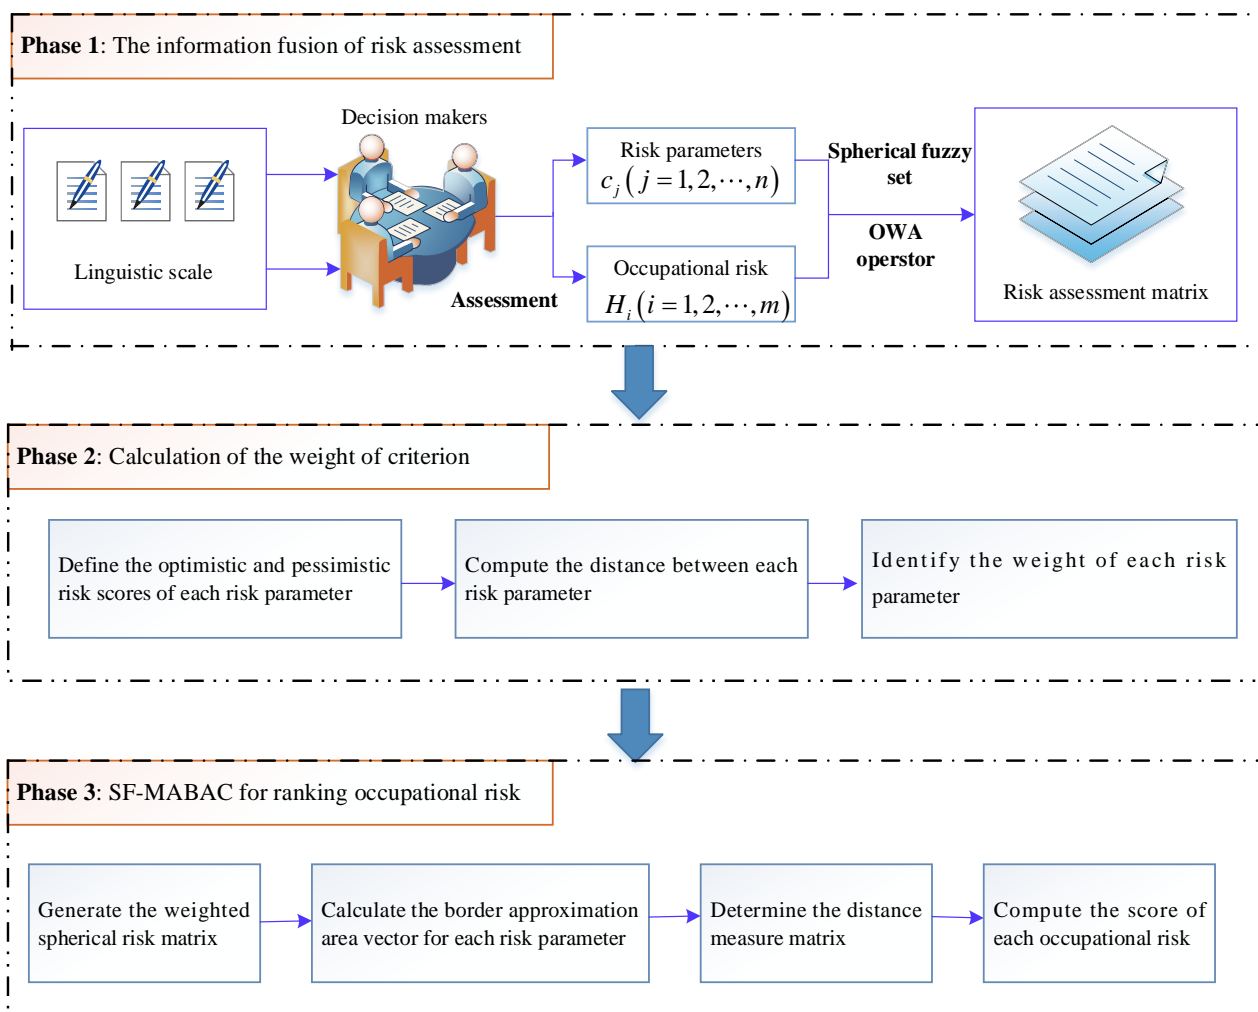 Phase 1: The information fusion of risk assessment
Decision makers
Linguistic scale
Assessment
Risk parameters
c_j (j = 1, 2, ⋯, n)
Occupational risk
H_i (i = 1, 2, ⋯, m)
Spherical fuzzy
set
OWA
operstor
Risk assessment matrix
Phase 2: Calculation of the weight of criterion
Define the optimistic and pessimistic
risk scores of each risk parameter
Compute the distance between each
risk parameter
Identify the weight of each risk
parameter
Phase 3: SF-MABAC for ranking occupational risk
Generate the weighted
spherical risk matrix
Calculate the border approximation
area vector for each risk parameter
Determine the distance
measure matrix
Compute the score of
each occupational risk